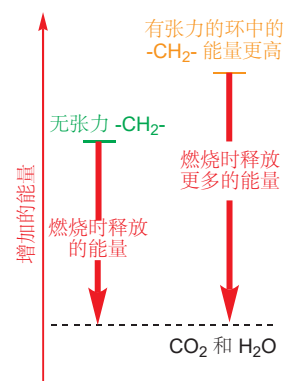 有张力的环中的
-CH₂- 能量更高
无张力 -CH₂-
燃烧时释放
更多的能量
燃烧时释放
的能量
增加的能量
CO₂ 和 H₂O